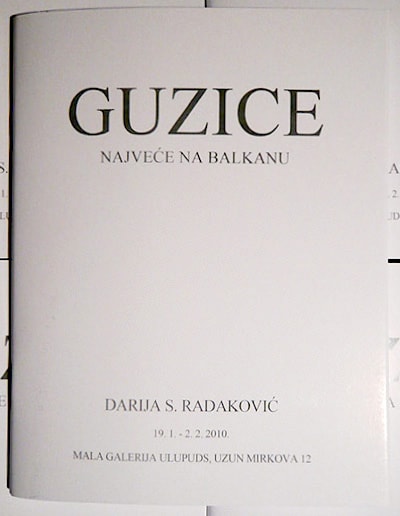 GUZICE
NAJVEĆE NA BALKANU
DARIJA S. RADAKOVIĆ
19. 1. - 2. 2. 2010.
MALA GALERIJA ULUPUDS, UZUN MIRKOVA 12